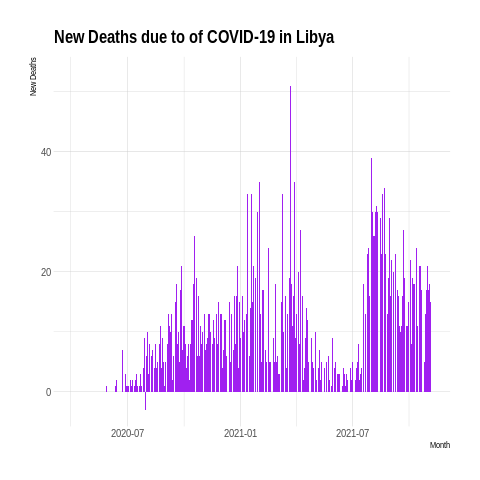 New Deaths due to of COVID-19 in Libya
New Deaths
40
20
0
2020-07
2021-01
2021-07
Month